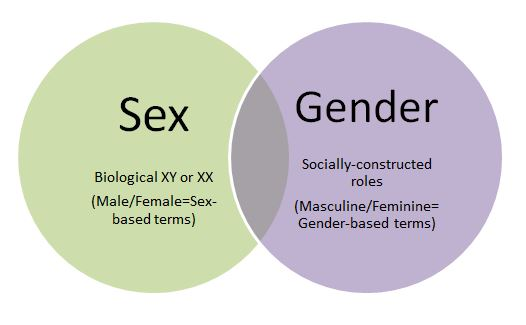 Sex
Biological XY or XX
(Male/Female=Sex-
based terms)
Gender
Socially-constructed
roles
(Masculine/Feminine=
Gender-based terms)